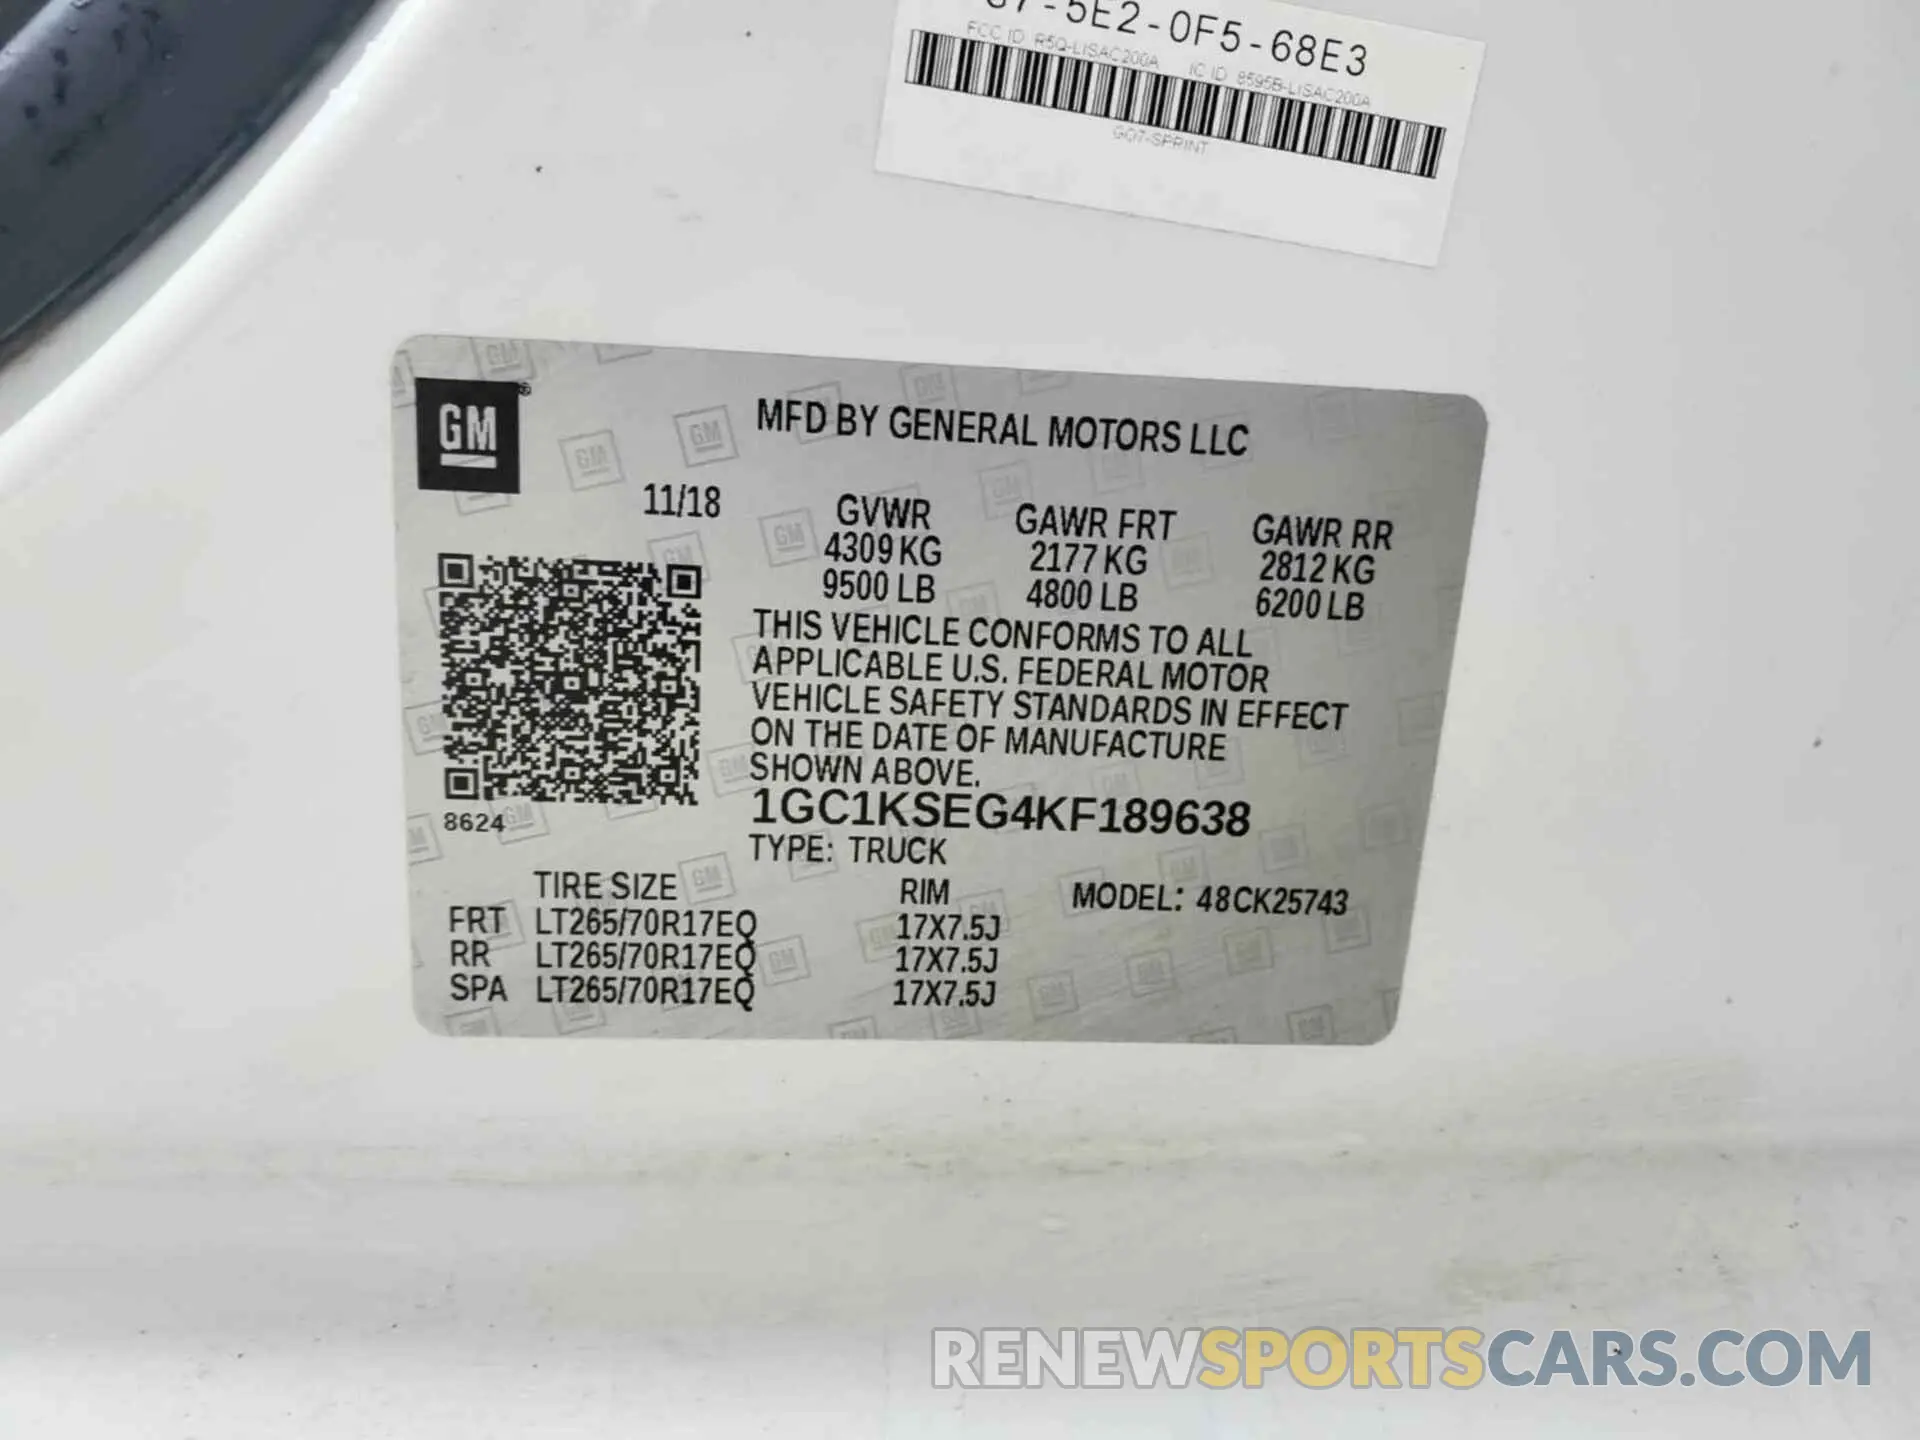 7-5E2-0F5-68E3
FCC ID R5Q-LISAC200A IC ID 8595B-LISAC200A
GQ7-SPRINT
GM
MFD BY GENERAL MOTORS LLC
11/18 GVWR GAWR FRT GAWR RR
4309 KG 2177 KG 2812 KG
9500 LB 4800 LB 6200 LB
THIS VEHICLE CONFORMS TO ALL
APPLICABLE U.S. FEDERAL MOTOR
VEHICLE SAFETY STANDARDS IN EFFECT
ON THE DATE OF MANUFACTURE
SHOWN ABOVE.
1GC1KSEG4KF189638
8624
TYPE: TRUCK
TIRE SIZE RIM MODEL: 48CK25743
FRT LT265/70R17EQ 17X7.5J
RR LT265/70R17EQ 17X7.5J
SPA LT265/70R17EQ 17X7.5J
RENEWSPORTSCARS.COM